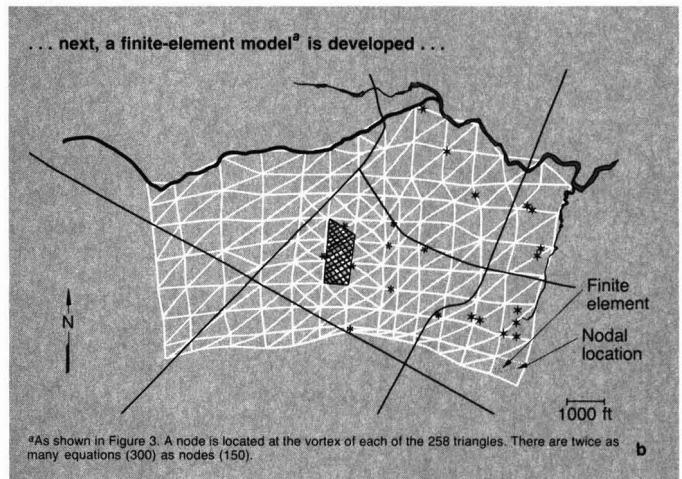 . . . next, a finite-element modelᵃ is developed . . .
Finite
element
Nodal
location
N
1000 ft
ᵃAs shown in Figure 3. A node is located at the vortex of each of the 258 triangles. There are twice as
many equations (300) as nodes (150).
b